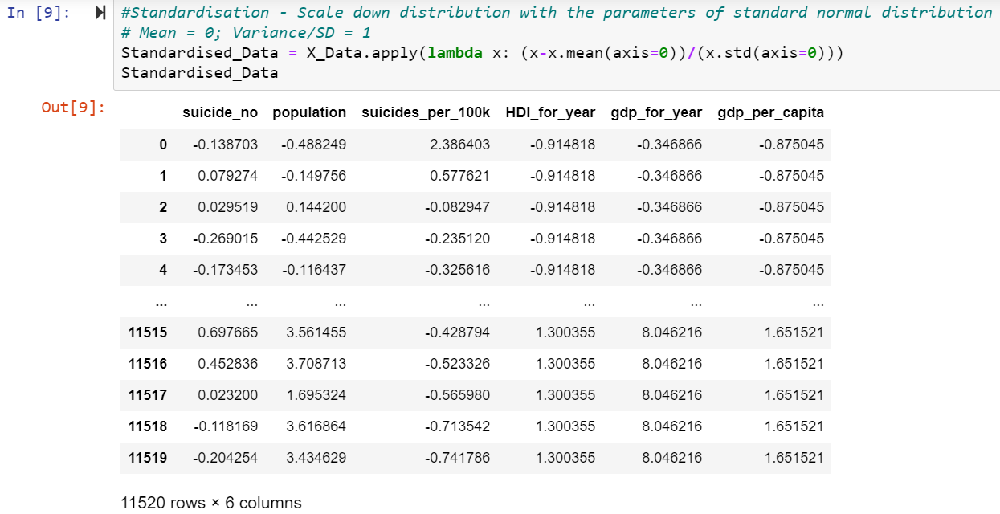 In [9]: #Standardisation - Scale down distribution with the parameters of standard normal distribution
# Mean = 0; Variance/SD = 1
Standardised_Data = X_Data.apply(lambda x: (x-x.mean(axis=0))/(x.std(axis=0)))
Standardised_Data
Out[9]:
suicide_no population suicides_per_100k HDI_for_year gdp_for_year gdp_per_capita
0 -0.138703 -0.488249 2.386403 -0.914818 -0.346866 -0.875045
1 0.079274 -0.149756 0.577621 -0.914818 -0.346866 -0.875045
2 0.029519 0.144200 -0.082947 -0.914818 -0.346866 -0.875045
3 -0.269015 -0.442529 -0.235120 -0.914818 -0.346866 -0.875045
4 -0.173453 -0.116437 -0.325616 -0.914818 -0.346866 -0.875045
... ... ... ... ... ... ...
11515 0.697665 3.561455 -0.428794 1.300355 8.046216 1.651521
11516 0.452836 3.708713 -0.523326 1.300355 8.046216 1.651521
11517 0.023200 1.695324 -0.565980 1.300355 8.046216 1.651521
11518 -0.118169 3.616864 -0.713542 1.300355 8.046216 1.651521
11519 -0.204254 3.434629 -0.741786 1.300355 8.046216 1.651521
11520 rows × 6 columns